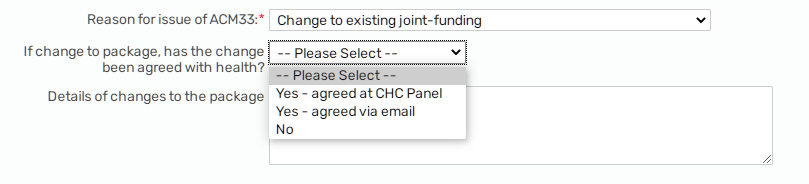 Reason for issue of ACM33:* Change to existing joint-funding
If change to package, has the change been agreed with health? -- Please Select --
-- Please Select --
Yes - agreed at CHC Panel
Yes - agreed via email
No
Details of changes to the package